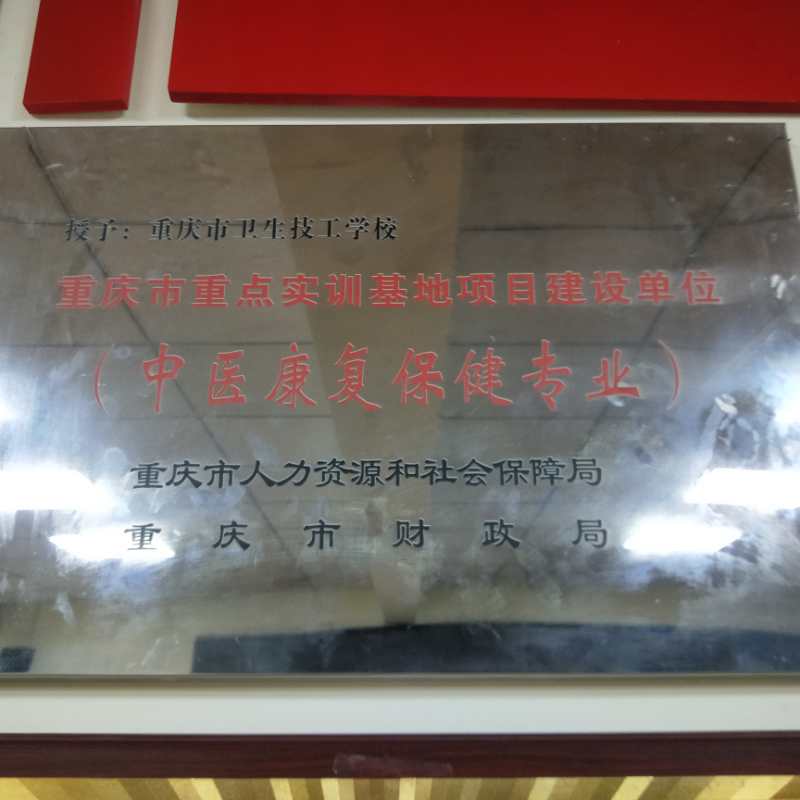 授予：重庆市卫生技工学校
重庆市重点实训基地项目建设单位
（中医康复保健专业）
重庆市人力资源和社会保障局
重庆市财政局